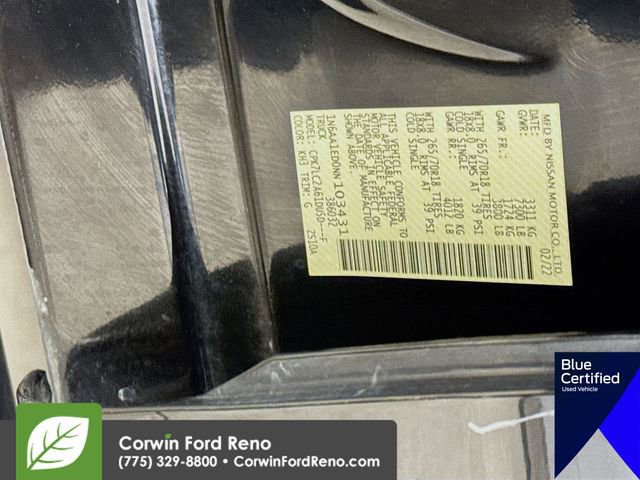 MFD BY NISSAN MOTOR CO., LTD.
DATE: 02/22
GVWR: 3311 KG
7300 LB
GAWR FR: 1724 KG
3800 LB
WITH 265/70R18 TIRES
18X8.0 RIMS AT 39 PSI
COLD SINGLE
GAWR RR: 1820 KG
4012 LB
WITH 265/70R18 TIRES
18X8.0 RIMS AT 39 PSI
COLD SINGLE
THIS VEHICLE CONFORMS TO
ALL APPLICABLE FEDERAL
MOTOR VEHICLE SAFETY
STANDARDS IN EFFECT ON
THE DATE OF MANUFACTURE
SHOWN ABOVE
1N6AA1ED0NN103431
TRUCK 386032
MODEL: CPK7LC2A61DUSD---F
COLOR: KH3 TRIM: G ZS10A
Blue
Certified
Used Vehicle
Corwin Ford Reno
(775) 329-8800 • CorwinFordReno.com